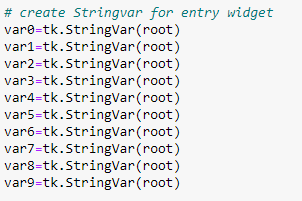 # create Stringvar for entry widget
var0=tk.StringVar(root)
var1=tk.StringVar(root)
var2=tk.StringVar(root)
var3=tk.StringVar(root)
var4=tk.StringVar(root)
var5=tk.StringVar(root)
var6=tk.StringVar(root)
var7=tk.StringVar(root)
var8=tk.StringVar(root)
var9=tk.StringVar(root)